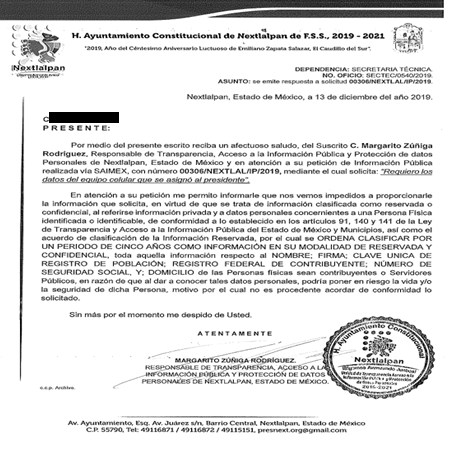 Nextlalpan
H. Ayuntamiento Constitucional de Nextlalpan de F.S.S., 2019 - 2021
"2019, Año del Céntesimo Aniversario Luctuoso de Emiliano Zapata Salazar, El Caudillo del Sur".
DEPENDENCIA: SECRETARÍA TÉCNICA.
NO. OFICIO: SECTEC/0540/2019.
ASUNTO: se emite respuesta a solicitud 00306/NEXTLAL/IP/2019.
Nextlalpan, Estado de México, a 13 de diciembre del año 2019.
C
P R E S E N T E:
Por medio del presente escrito reciba un afectuoso saludo, del Suscrito C. Margarito Zúñiga
Rodríguez, Responsable de Transparencia, Acceso a la Información Pública y Protección de datos
Personales de Nextlalpan, Estado de México y en atención a su petición de Información Pública
realizada vía SAIMEX, con número 00306/NEXTLAL/IP/2019, mediante el cual solicita: "Requiero los
datos del equipo celular que se asignó al presidente".
En atención a su petición me permito informarle que nos vemos impedidos a proporcionarle
la información que solicita, en virtud de que se trata de información clasificada como reservada o
confidencial, al referirse información privada y a datos personales concernientes a una Persona física
identificada o identificable, de conformidad a lo establecido en los artículos 91, 140 y 141 de la Ley
de Transparencia y Acceso a la Información Pública del Estado de México y Municipios, así como el
acuerdo de clasificación de la Información Reservada, por el cual se ORDENA CLASIFICAR POR
UN PERIODO DE CINCO AÑOS COMO INFORMACIÓN EN SU MODALIDAD DE RESERVADA Y
CONFIDENCIAL, toda aquella información respecto al NOMBRE; FIRMA; CLAVE UNICA DE
REGISTRO DE POBLACIÓN; REGISTRO FEDERAL DE CONTRIBUYENTE; NÚMERO DE
SEGURIDAD SOCIAL, Y; DOMICILIO de las Personas físicas sean contribuyentes o Servidores
Públicos, en razón de que al dar a conocer tales datos personales, podría poner en riesgo la vida y/o
la seguridad de dicha Persona, motivo por el cual no es procedente acordar de conformidad lo
solicitado.
Sin más por el momento me despido de Usted.
A T E N T A M E N T E
MARGARITO ZÚÑIGA RODRÍGUEZ.
RESPONSABLE DE TRANSPARENCIA, ACCESO A LA
INFORMACIÓN PÚBLICA Y PROTECCIÓN DE DATOS
PERSONALES DE NEXTLALPAN, ESTADO DE MÉXICO.
H. Ayuntamiento Constitucional
Nextlalpan
2019-2021
c.c.p. Archivo.
Av. Ayuntamiento, Esq. Av. Juárez s/n, Barrio Central, Nextlalpan, Estado de México
C.P. 55790, Tel: 49116871 / 49116872 / 49115151, presnext.org@gmail.com